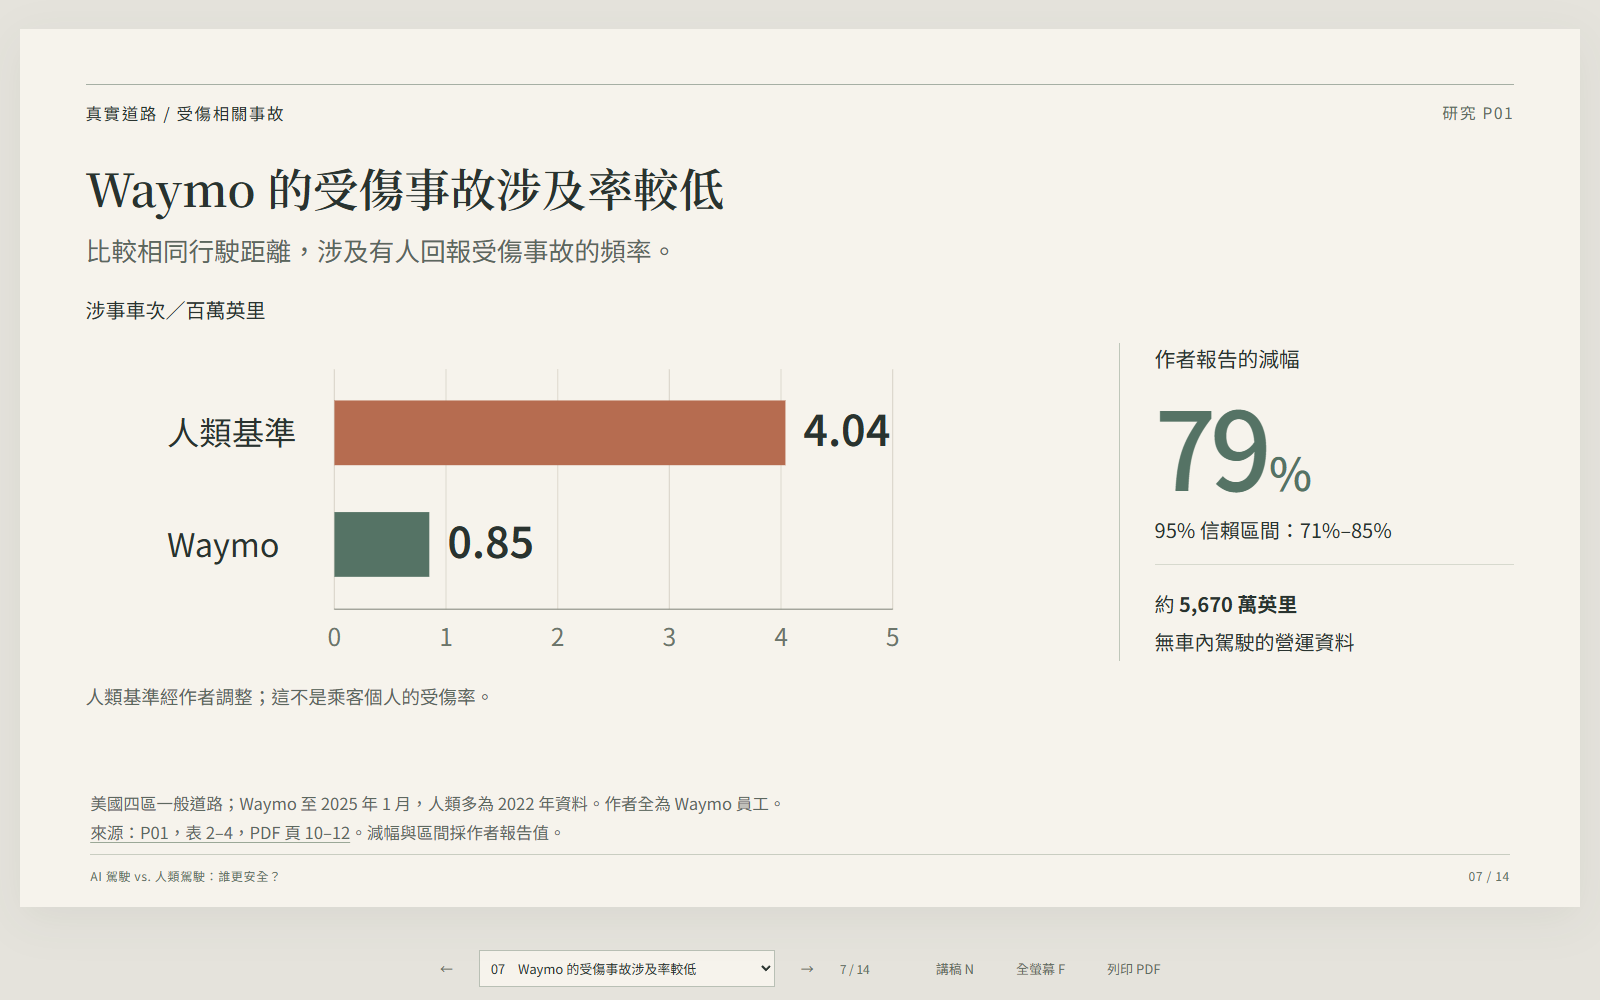 真實道路 / 受傷相關事故
研究 P01
Waymo 的受傷事故涉及率較低
比較相同行駛距離，涉及有人回報受傷事故的頻率。
涉事車次／百萬英里
人類基準
4.04
Waymo
0.85
0 1 2 3 4 5
人類基準經作者調整；這不是乘客個人的受傷率。
作者報告的減幅
79%
95% 信賴區間：71%–85%
約 5,670 萬英里
無車內駕駛的營運資料
美國四區一般道路；Waymo 至 2025 年 1 月，人類多為 2022 年資料。作者全為 Waymo 員工。
來源：P01，表 2–4，PDF 頁 10–12。減幅與區間採作者報告值。
AI 駕駛 vs. 人類駕駛：誰更安全？
07 / 14
← 07 Waymo 的受傷事故涉及率較低 → 7 / 14 講稿 N 全螢幕 F 列印 PDF